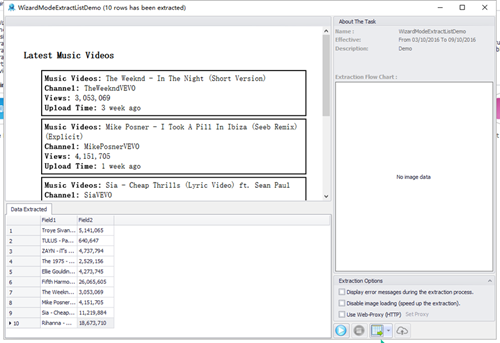 WizardModeExtractListDemo (10 rows has been extracted)
Latest Music Videos:
Music Videos: The Weeknd - In The Night (Short Version)
Channel: TheWeekndVEVO
Views: 3,053,069
Upload Time: 3 week ago
Music Videos: Mike Posner - I Took A Pill In Ibiza (Seeb Remix)
(Explicit)
Channel: MikePosnerVEVO
Views: 4,151,705
Upload Time: 1 week ago
Music Videos: Sia - Cheap Thrills (Lyric Video) ft. Sean Paul
Channel: SiaVEVO
Data Extracted
Field1 Field2
1 Troye Sivan... 5,141,065
2 TULUS - Pa... 640,647
3 ZAYN - iT's ... 4,737,794
4 The 1975 - ... 2,529,156
5 Ellie Gouldin... 4,273,745
6 Fifth Harmo... 26,065,605
7 The Weekn... 3,053,069
8 Mike Posner... 4,151,705
9 Sia - Cheap... 11,219,884
10 Rihanna - ... 18,673,710
About The Task
Name :
WizardModeExtractListDemo
Effective:
From 03/10/2016 To 09/10/2016
Description:
Demo
Extraction Flow Chart :
No image data
Extraction Options
Display error messages during the extraction process.
Disable image loading (speed up the extraction).
Use Web-Proxy (HTTP) Set Proxy